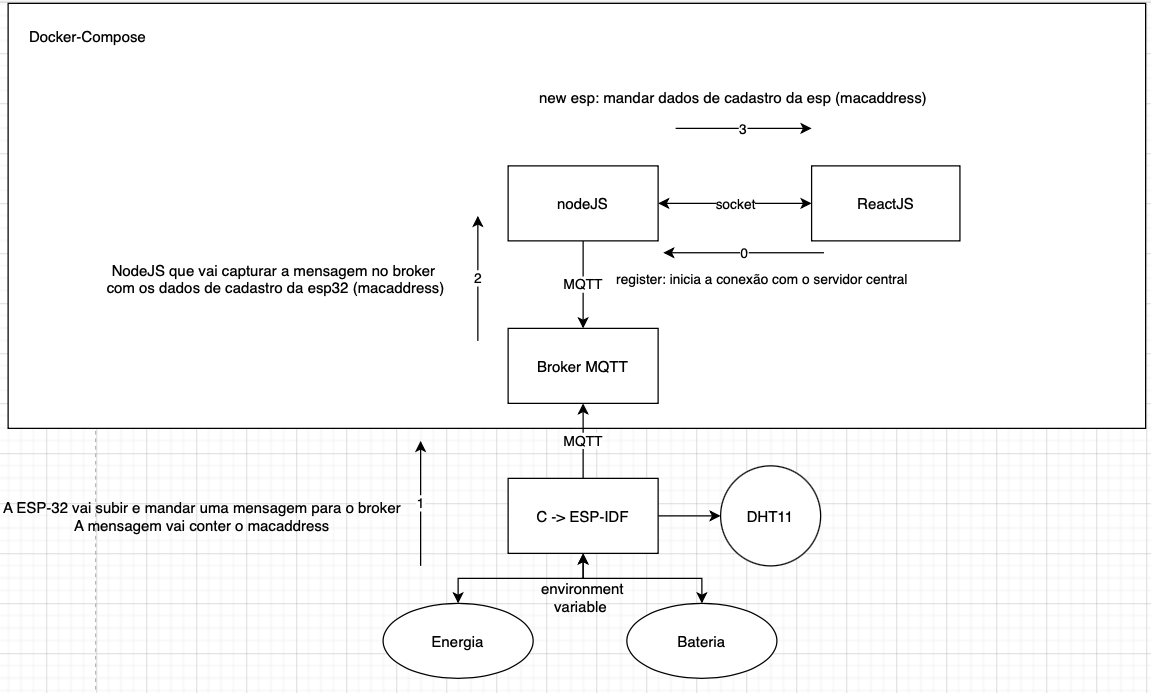 Docker-Compose
new esp: mandar dados de cadastro da esp (macaddress)
3
nodeJS
socket
ReactJS
0
register: inicia a conexão com o servidor central
NodeJS que vai capturar a mensagem no broker
com os dados de cadastro da esp32 (macaddress)
2
MQTT
Broker MQTT
MQTT
A ESP-32 vai subir e mandar uma mensagem para o broker
A mensagem vai conter o macaddress
1
C -> ESP-IDF
DHT11
environment
variable
Energia
Bateria